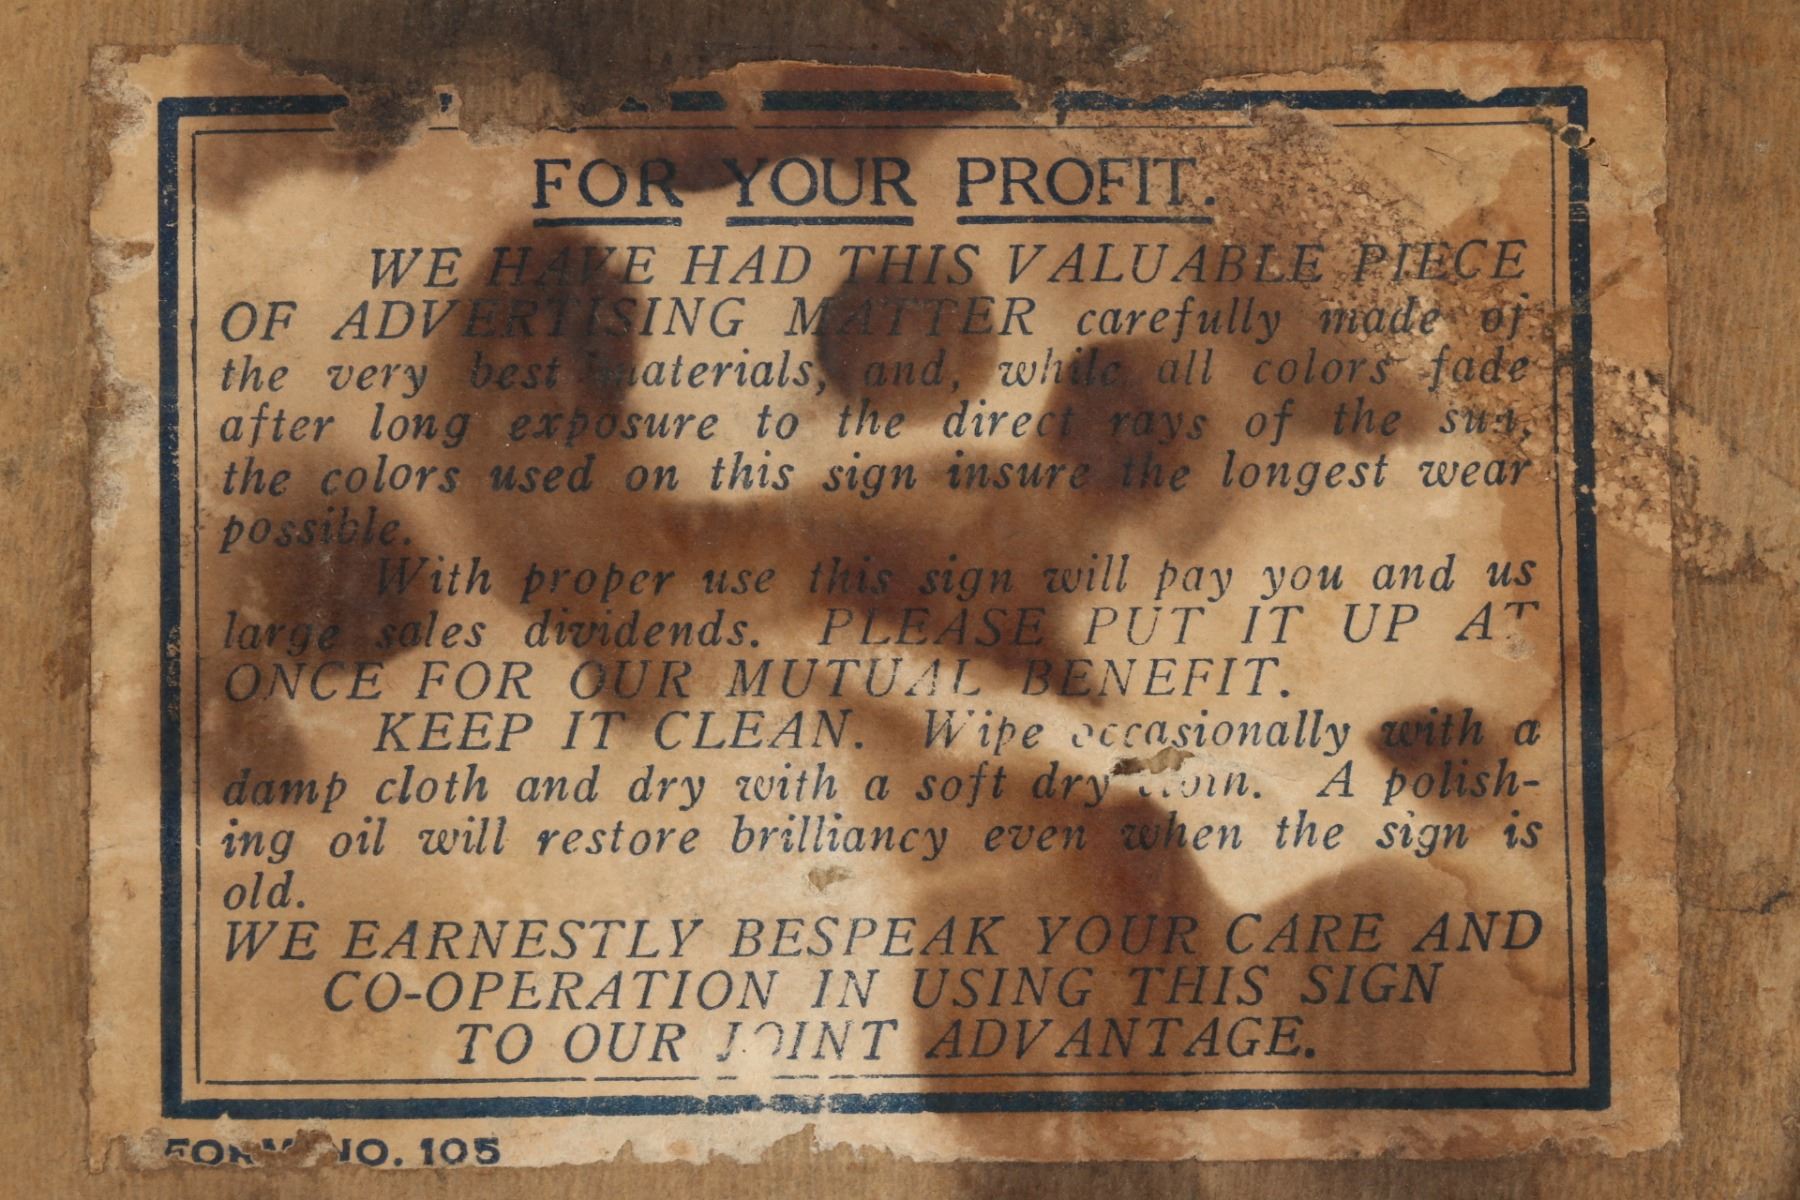 FOR YOUR PROFIT.
WE HAVE HAD THIS VALUABLE PIECE
OF ADVERTISING MATTER carefully made of
the very best materials, and, while all colors fade
after long exposure to the direct rays of the sun,
the colors used on this sign insure the longest wear
possible.
With proper use this sign will pay you and us
large sales dividends. PLEASE PUT IT UP AT
ONCE FOR OUR MUTUAL BENEFIT.
KEEP IT CLEAN. Wipe occasionally with a
damp cloth and dry with a soft dry cloth. A polish-
ing oil will restore brilliancy even when the sign is
old.
WE EARNESTLY BESPEAK YOUR CARE AND
CO-OPERATION IN USING THIS SIGN
TO OUR JOINT ADVANTAGE.
FORM NO. 105